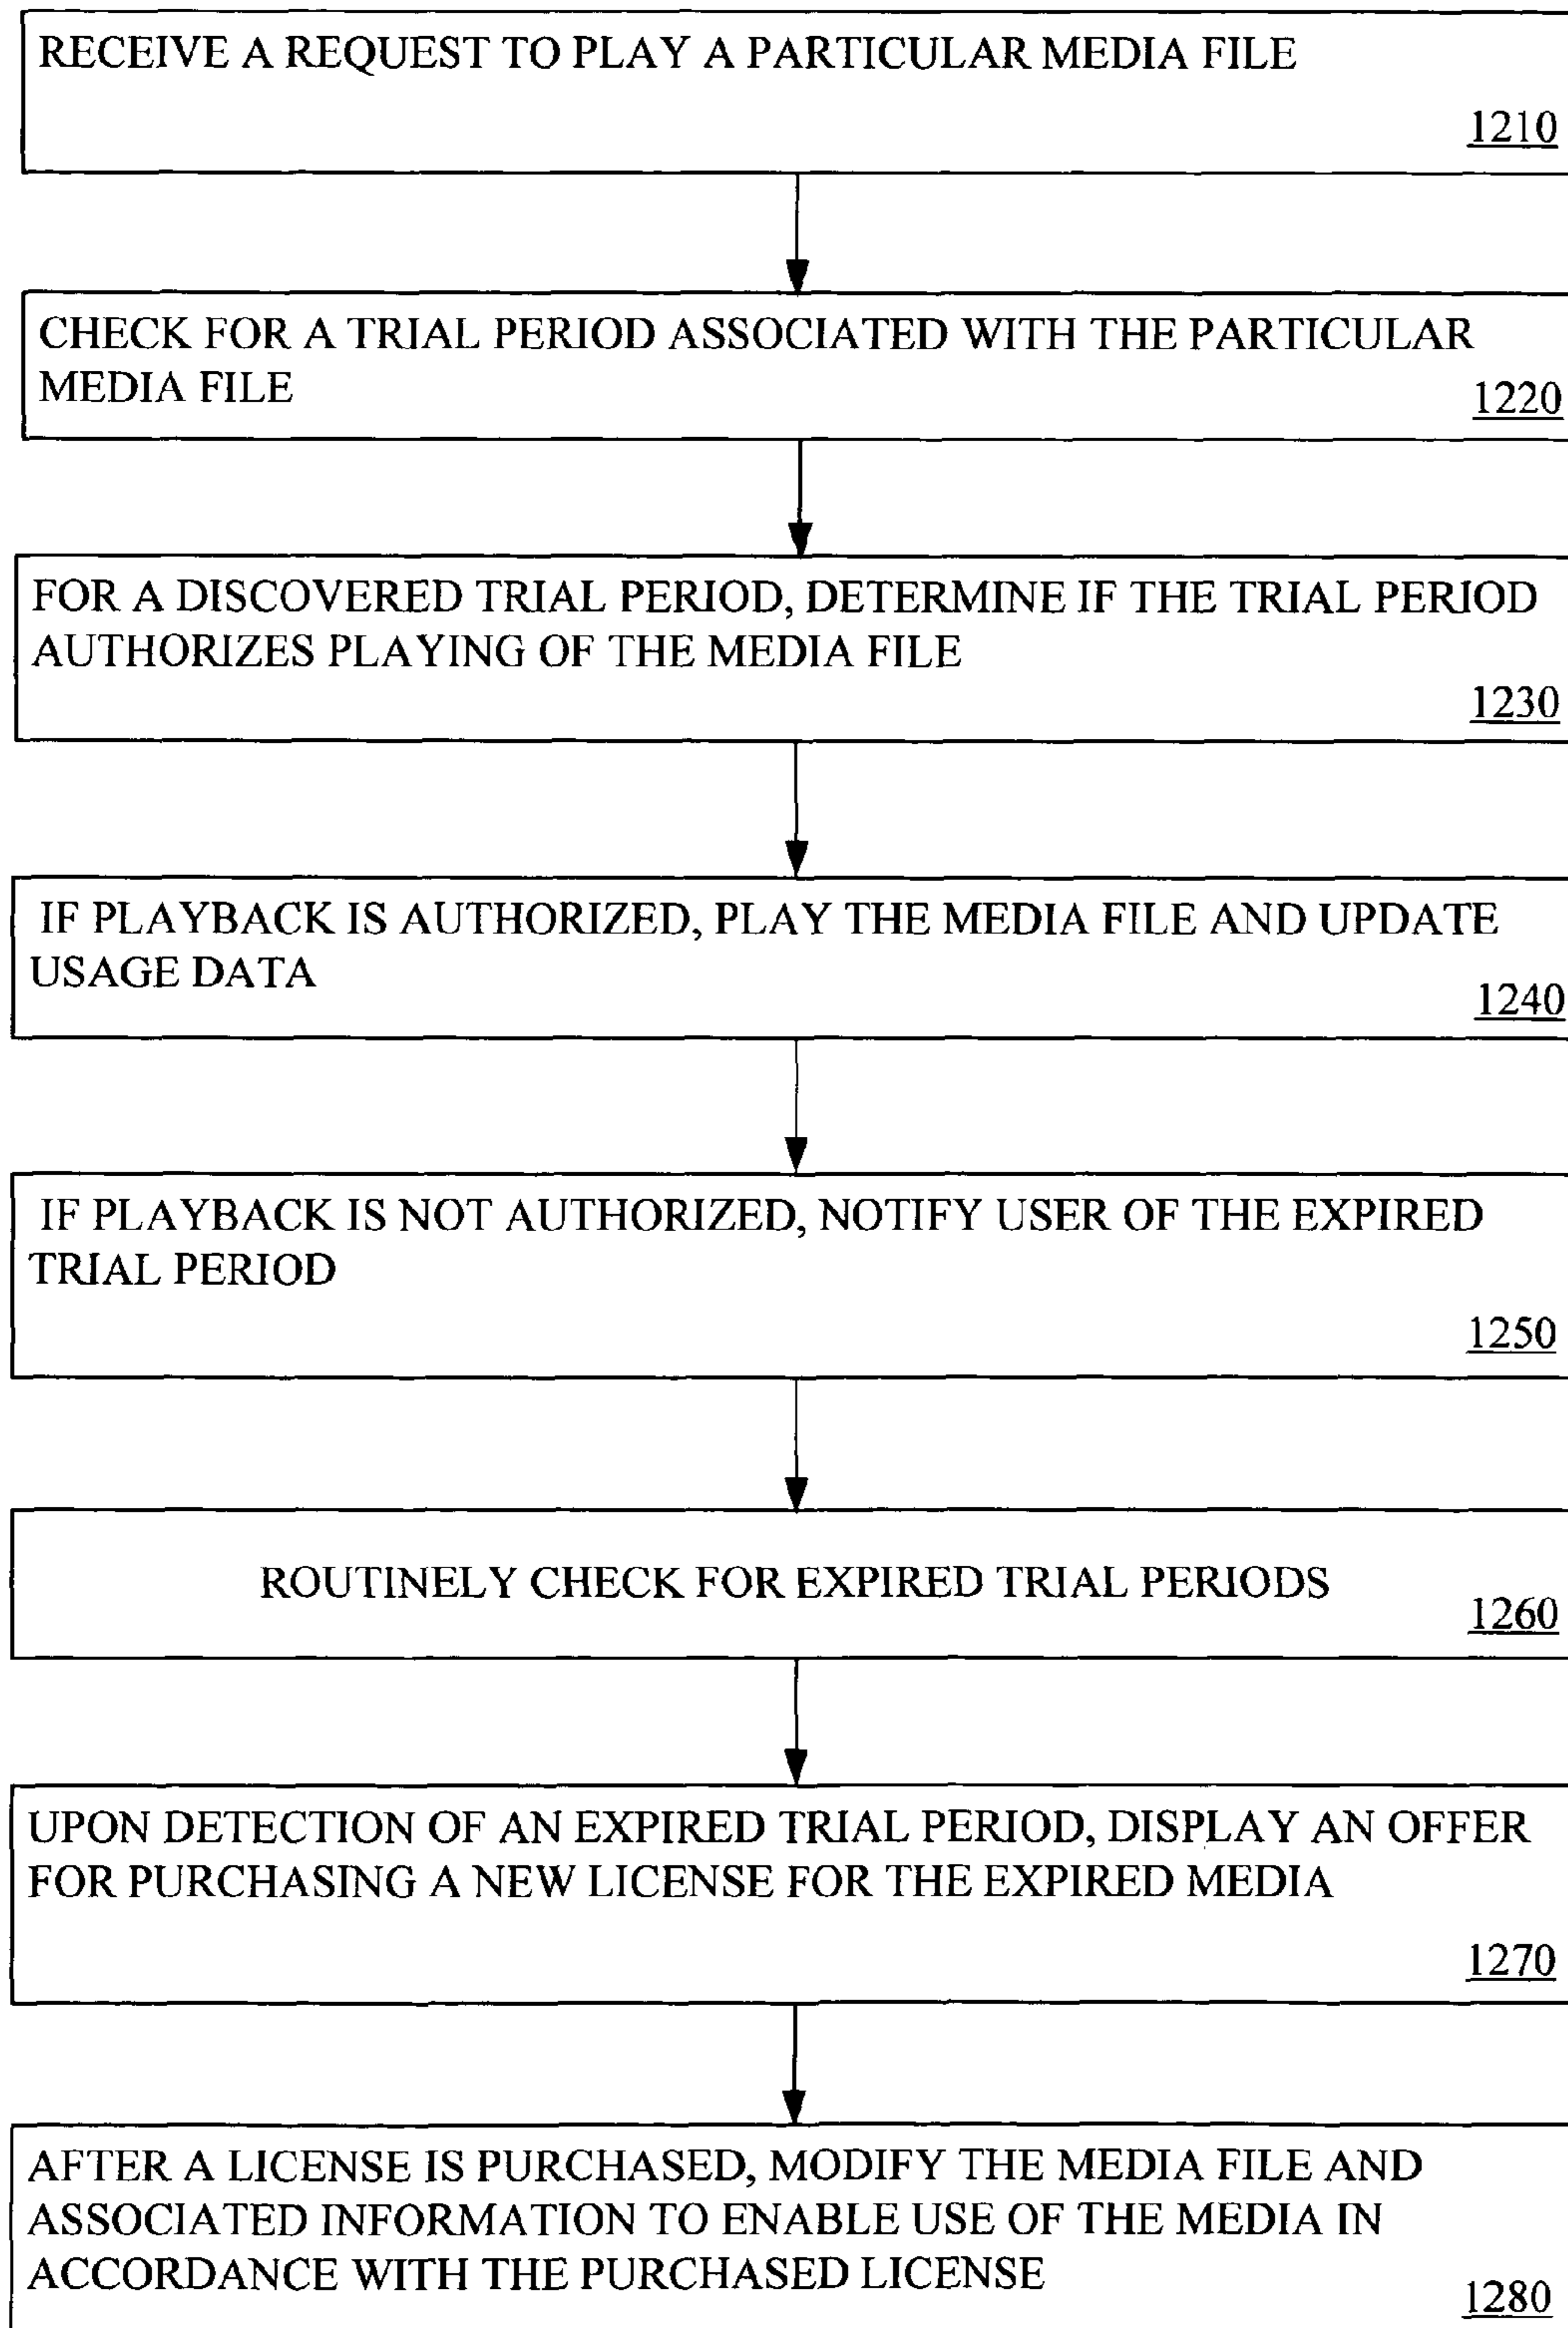 RECEIVE A REQUEST TO PLAY A PARTICULAR MEDIA FILE
1210
CHECK FOR A TRIAL PERIOD ASSOCIATED WITH THE PARTICULAR
MEDIA FILE
1220
FOR A DISCOVERED TRIAL PERIOD, DETERMINE IF THE TRIAL PERIOD
AUTHORIZES PLAYING OF THE MEDIA FILE
1230
IF PLAYBACK IS AUTHORIZED, PLAY THE MEDIA FILE AND UPDATE
USAGE DATA
1240
IF PLAYBACK IS NOT AUTHORIZED, NOTIFY USER OF THE EXPIRED
TRIAL PERIOD
1250
ROUTINELY CHECK FOR EXPIRED TRIAL PERIODS
1260
UPON DETECTION OF AN EXPIRED TRIAL PERIOD, DISPLAY AN OFFER
FOR PURCHASING A NEW LICENSE FOR THE EXPIRED MEDIA
1270
AFTER A LICENSE IS PURCHASED, MODIFY THE MEDIA FILE AND
ASSOCIATED INFORMATION TO ENABLE USE OF THE MEDIA IN
ACCORDANCE WITH THE PURCHASED LICENSE
1280